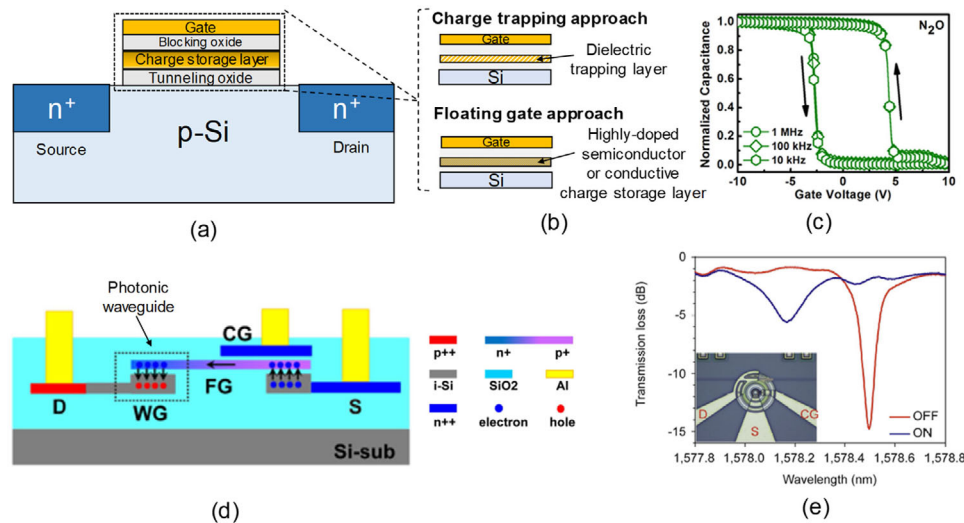 Gate
Blocking oxide
Charge storage layer
Tunneling oxide
n+
n+
p-Si
Source
Drain
(a)
Charge trapping approach
Gate
Dielectric
trapping layer
Si
Floating gate approach
Gate
Highly-doped
semiconductor
or conductive
charge storage layer
Si
(b)
Normalized Capacitance
1.0
0.8
0.6
0.4
0.2
0.0
N2O
1 MHz
100 kHz
10 kHz
-10
-5
0
5
10
Gate Voltage (V)
(c)
Photonic
waveguide
CG
FG
D
WG
S
Si-sub
p++
n+
p+
i-Si
SiO2
Al
n++
electron
hole
(d)
Transmission loss (dB)
0
-5
-10
-15
D
S
CG
OFF
ON
1,577.8
1,578.0
1,578.2
1,578.4
1,578.6
1,578.8
Wavelength (nm)
(e)